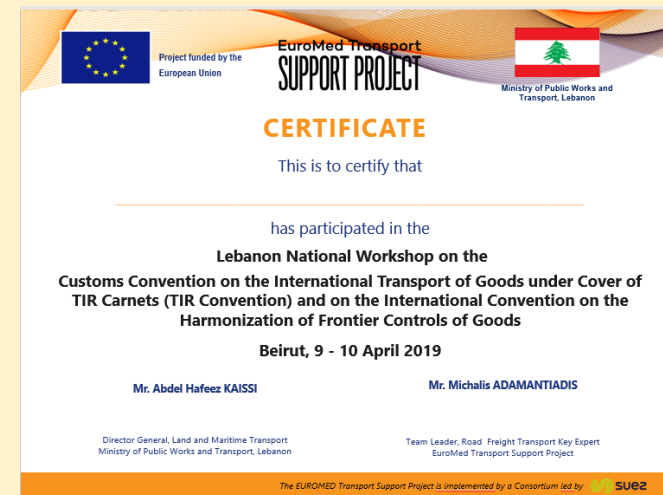 Project funded by the
European Union
EuroMed Transport
SUPPORT PROJECT
Ministry of Public Works and
Transport, Lebanon
CERTIFICATE
This is to certify that
has participated in the
Lebanon National Workshop on the
Customs Convention on the International Transport of Goods under Cover of
TIR Carnets (TIR Convention) and on the International Convention on the
Harmonization of Frontier Controls of Goods
Beirut, 9 - 10 April 2019
Mr. Abdel Hafeez KAISSI
Mr. Michalis ADAMANTIADIS
Director General, Land and Maritime Transport
Ministry of Public Works and Transport, Lebanon
Team Leader, Road Freight Transport Key Expert
EuroMed Transport Support Project
The EUROMED Transport Support Project is implemented by a Consortium led by
suez